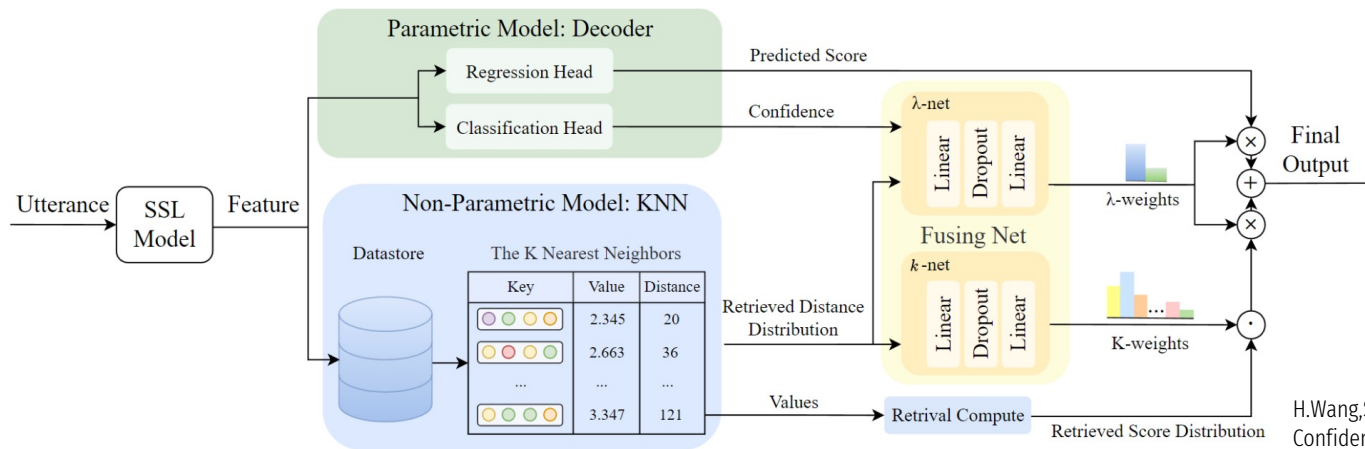 Parametric Model: Decoder
Regression Head
Classification Head
Predicted Score
Confidence
Utterance
SSL
Model
Feature
Non-Parametric Model: KNN
Datastore
The K Nearest Neighbors
Key Value Distance
2.345 20
2.663 36
... ... ...
3.347 121
Retrieved Distance
Distribution
Values
λ-net
Linear
Dropout
Linear
Fusing Net
k-net
Linear
Dropout
Linear
Retrival Compute
Retrieved Score Distribution
λ-weights
...
K-weights
×
+
×
·
Final
Output
H.Wang,
Confiden